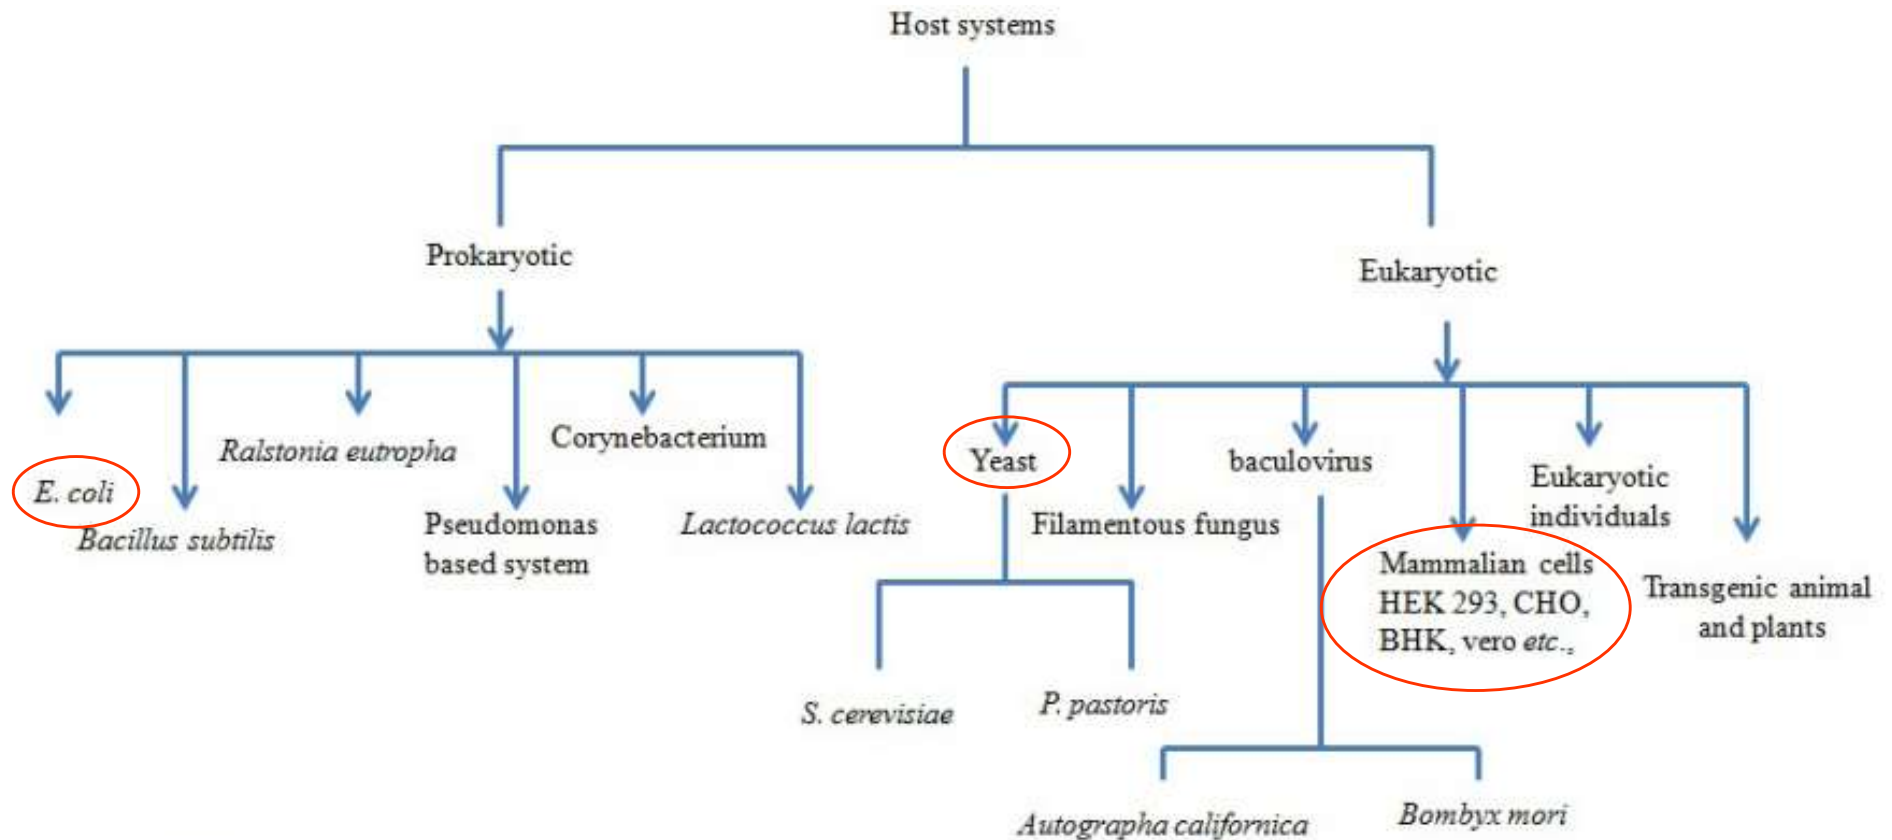 Host systems
Prokaryotic
Eukaryotic
E. coli
Bacillus subtilis
Ralstonia eutropha
Pseudomonas
based system
Corynebacterium
Lactococcus lactis
Yeast
Filamentous fungus
baculovirus
Mammalian cells
HEK 293, CHO,
BHK, vero etc.,
Eukaryotic
individuals
Transgenic animal
and plants
S. cerevisiae
P. pastoris
Autographa californica
Bombyx mori